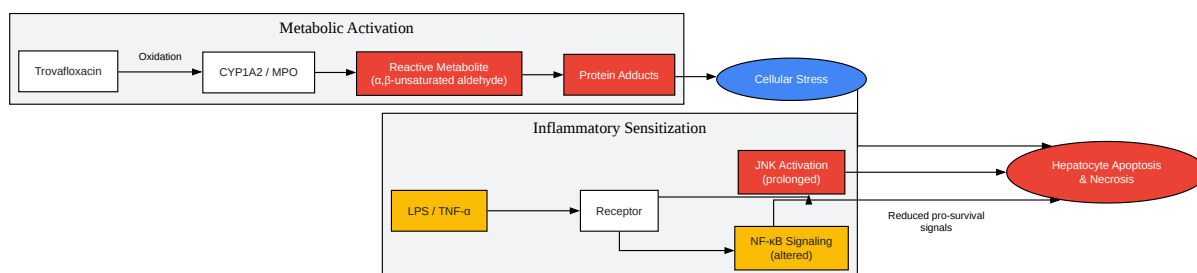 Metabolic Activation
Trovafloxacin
Oxidation
CYP1A2 / MPO
Reactive Metabolite
(α,β-unsaturated aldehyde)
Protein Adducts
Cellular Stress
Inflammatory Sensitization
LPS / TNF-α
Receptor
JNK Activation
(prolonged)
NF-κB Signaling
(altered)
Reduced pro-survival
signals
Hepatocyte Apoptosis
& Necrosis